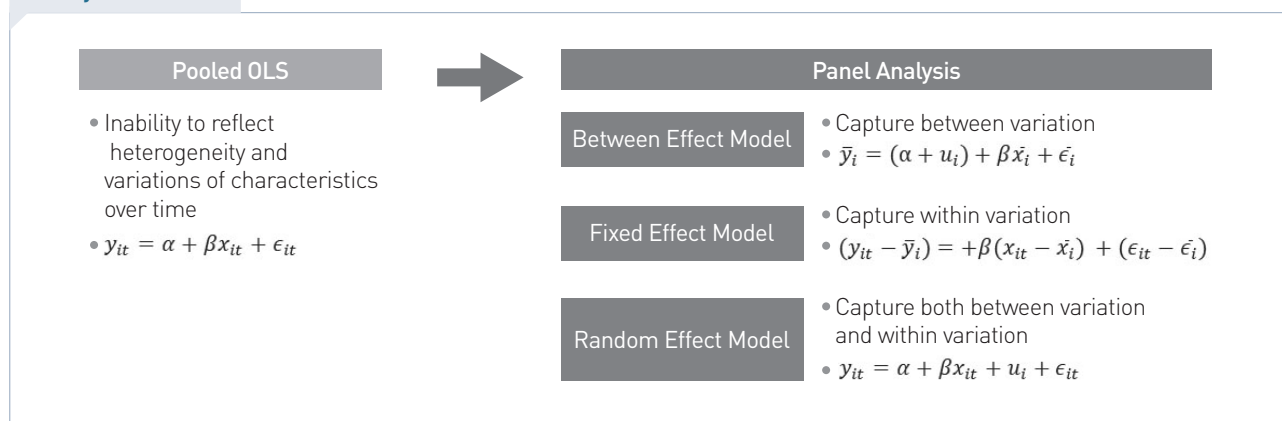 Pooled OLS
• Inability to reflect
heterogeneity and
variations of characteristics
over time
• yᵢₜ = α + βxᵢₜ + ϵᵢₜ
Panel Analysis
Between Effect Model
• Capture between variation
• ȳᵢ = (α + uᵢ) + βx̄ᵢ + ϵ̄ᵢ
Fixed Effect Model
• Capture within variation
• (yᵢₜ − ȳᵢ) = +β(xᵢₜ − x̄ᵢ) + (ϵᵢₜ − ϵ̄ᵢ)
Random Effect Model
• Capture both between variation
and within variation
• yᵢₜ = α + βxᵢₜ + uᵢ + ϵᵢₜ